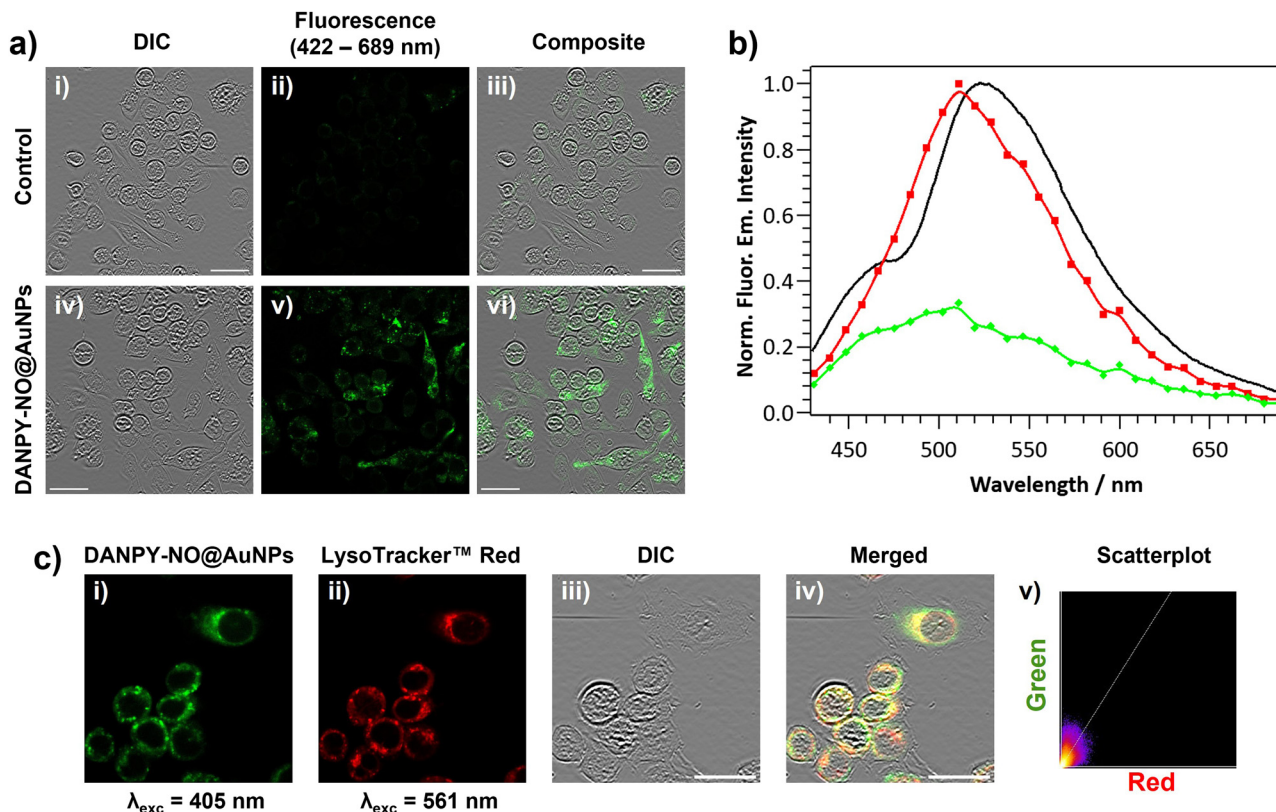 a)
DIC
Fluorescence
(422 – 689 nm)
Composite
Control
i)
ii)
iii)
DANPY-NO@AuNPs
iv)
v)
vi)
b)
Norm. Fluor. Em. Intensity
1.0
0.8
0.6
0.4
0.2
0.0
450 500 550 600 650
Wavelength / nm
c)
DANPY-NO@AuNPs
LysoTracker™ Red
DIC
Merged
Scatterplot
i)
ii)
iii)
iv)
v)
Green
Red
λexc = 405 nm
λexc = 561 nm